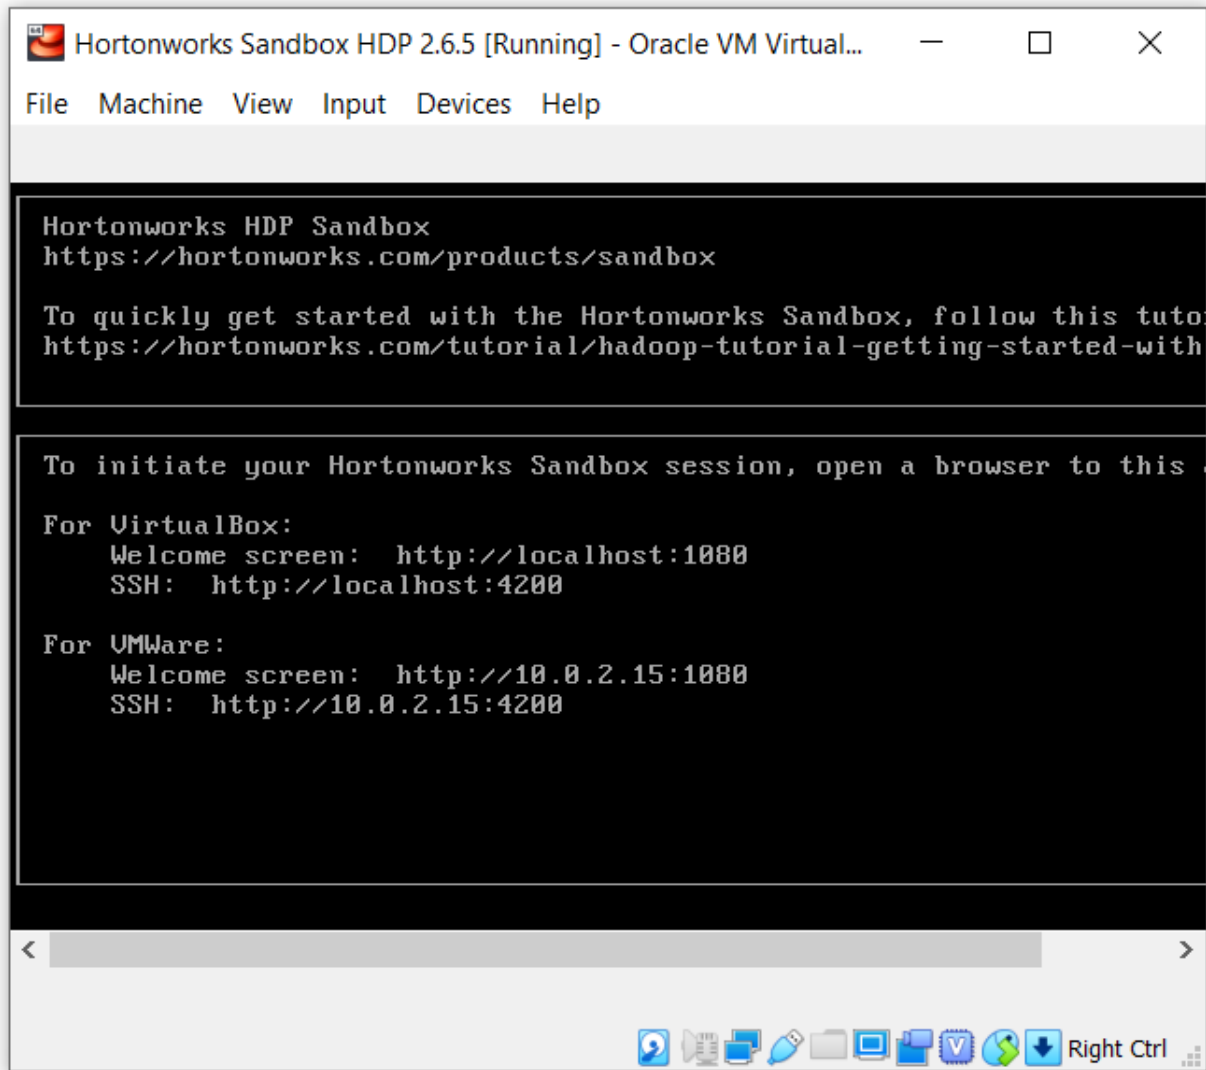 Hortonworks Sandbox HDP 2.6.5 [Running] - Oracle VM Virtual...
File Machine View Input Devices Help
Hortonworks HDP Sandbox
https://hortonworks.com/products/sandbox
To quickly get started with the Hortonworks Sandbox, follow this tuto
https://hortonworks.com/tutorial/hadoop-tutorial-getting-started-with
To initiate your Hortonworks Sandbox session, open a browser to this
For VirtualBox:
Welcome screen: http://localhost:1080
SSH: http://localhost:4200
For VMWare:
Welcome screen: http://10.0.2.15:1080
SSH: http://10.0.2.15:4200
Right Ctrl